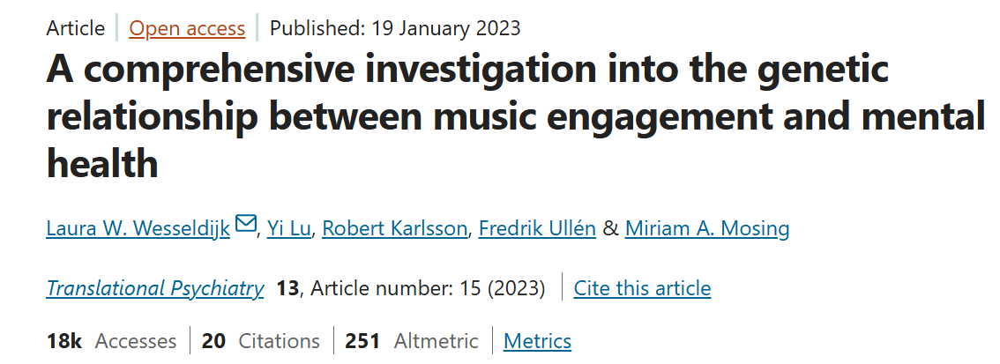 Article Open access Published: 19 January 2023
A comprehensive investigation into the genetic
relationship between music engagement and mental
health
Laura W. Wesseldijk, Yi Lu, Robert Karlsson, Fredrik Ullén & Miriam A. Mosing
Translational Psychiatry 13, Article number: 15 (2023) Cite this article
18k Accesses 20 Citations 251 Altmetric Metrics